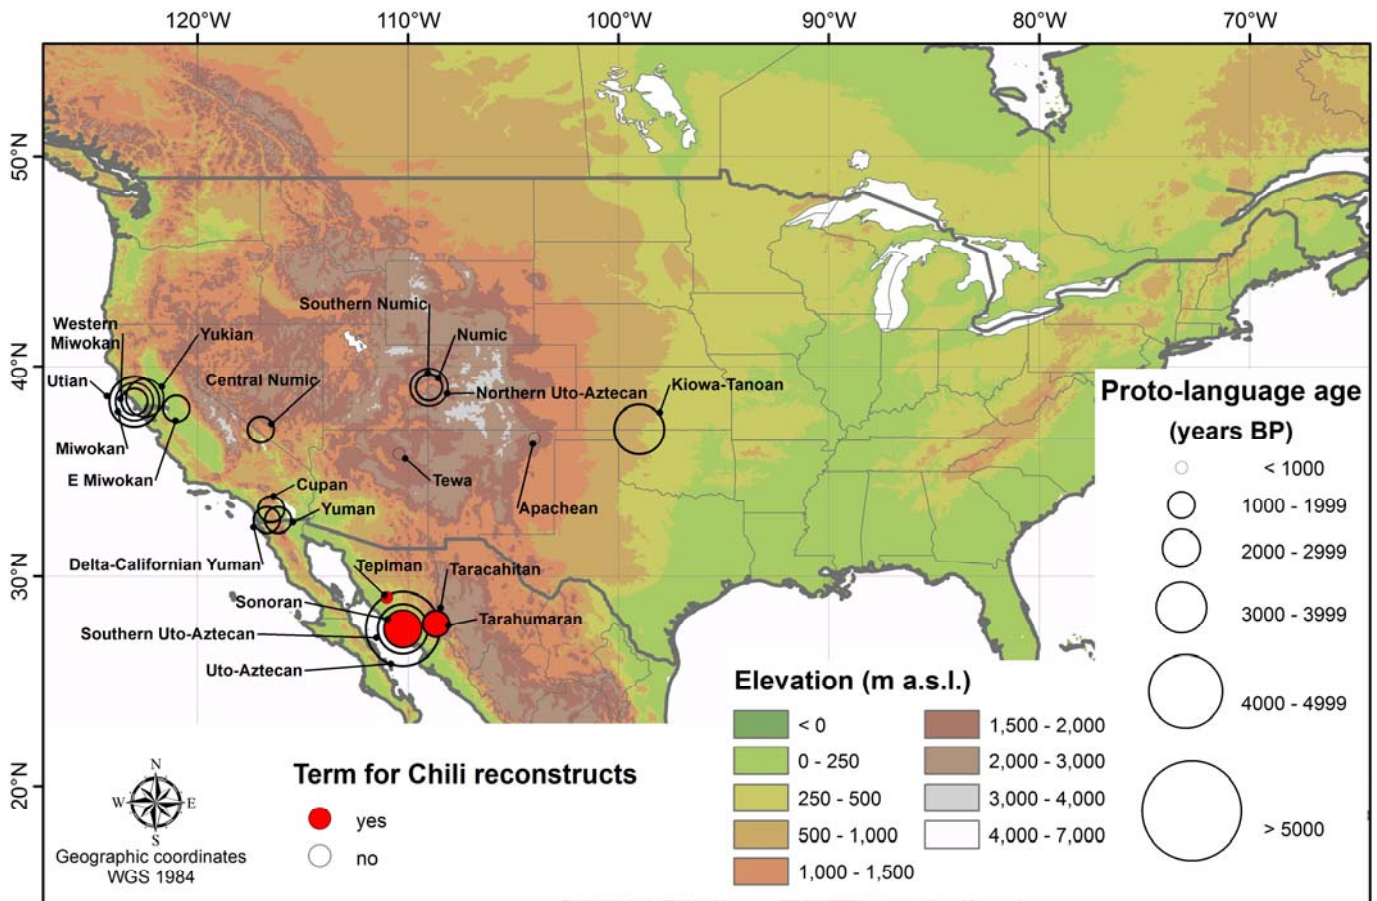 120°W 110°W 100°W 90°W 80°W 70°W
50°N
40°N
30°N
20°N
Southern Numic
Western
Miwokan
Yukian
Numic
Utian
Central Numic
Northern Uto-Aztecan
Kiowa-Tanoan
Miwokan
E Miwokan
Tewa
Cupan
Yuman
Apachean
Delta-Californian Yuman
Tepiman
Taracahitan
Sonoran
Tarahumaran
Southern Uto-Aztecan
Uto-Aztecan
Proto-language age
(years BP)
< 1000
1000 - 1999
2000 - 2999
3000 - 3999
4000 - 4999
> 5000
Elevation (m a.s.l.)
< 0
0 - 250
250 - 500
500 - 1,000
1,000 - 1,500
1,500 - 2,000
2,000 - 3,000
3,000 - 4,000
4,000 - 7,000
Term for Chili reconstructs
yes
no
N
W E
S
Geographic coordinates
WGS 1984